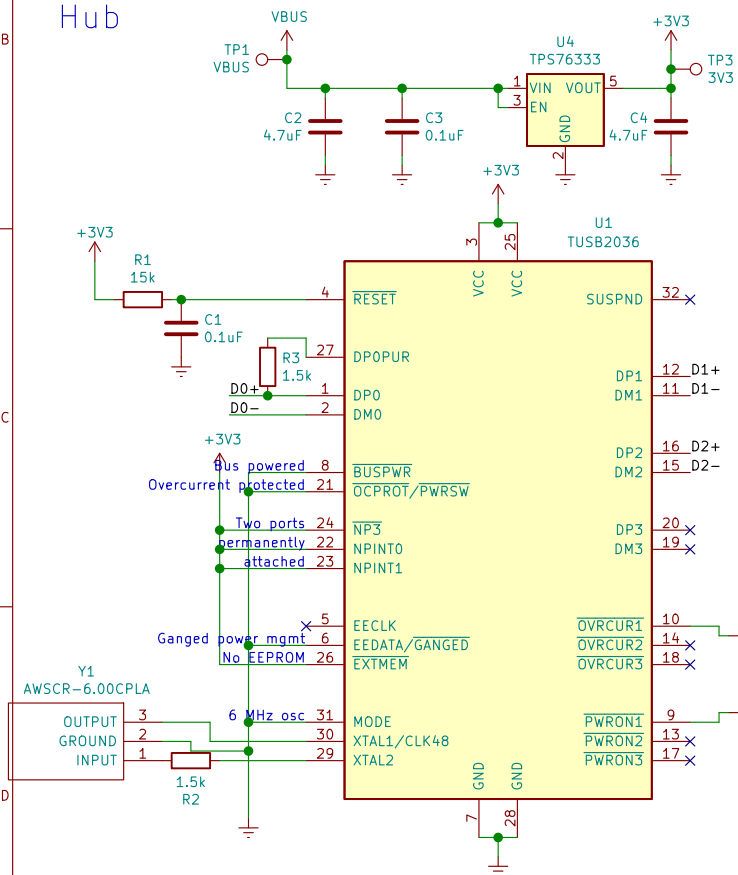 Hub
B
VBUS
TP1
VBUS
+3V3
TP3
3V3
U4
TPS76333
1 VIN VOUT 5
3 EN
GND
2
C2
4.7uF
C3
0.1uF
C4
4.7uF
+3V3
U1
TUSB2036
3 25
VCC VCC
+3V3
R1
15k
C1
0.1uF
4 RESET SUSPND 32
R3
1.5k
27 DP0PUR
D0+ 1 DP0
D0- 2 DM0
DP1 12 D1+
DM1 11 D1-
C
+3V3
Bus powered 8 BUSPWR
Overcurrent protected 21 OCPROT/PWRSW
DP2 16 D2+
DM2 15 D2-
Two ports 24 NP3
permanently 22 NPINT0
attached 23 NPINT1
DP3 20
DM3 19
5 EECLK
Ganged power mgmt 6 EEDATA/GANGED
No EEPROM 26 EXTMEM
OVRCUR1 10
OVRCUR2 14
OVRCUR3 18
Y1
AWSCR-6.00CPLA
OUTPUT 3
GROUND 2
INPUT 1
1.5k
R2
6 MHz osc 31 MODE
30 XTAL1/CLK48
29 XTAL2
PWRON1 9
PWRON2 13
PWRON3 17
GND GND
7 28
D